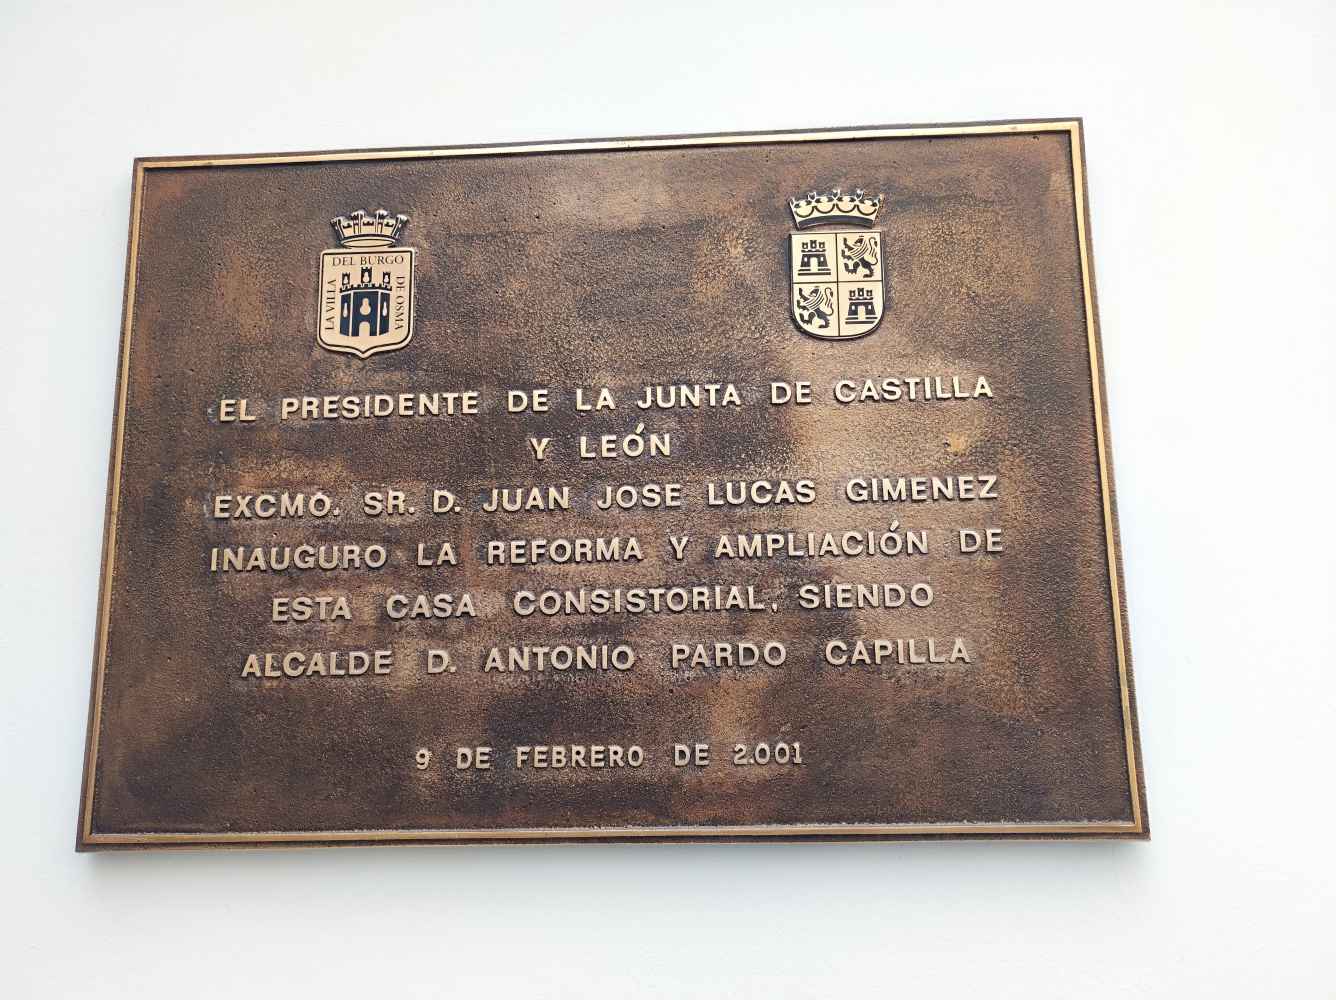 LA VILLA DEL BURGO DE OSMA
EL PRESIDENTE DE LA JUNTA DE CASTILLA
Y LEÓN
EXCMO. SR. D. JUAN JOSE LUCAS GIMENEZ
INAUGURO LA REFORMA Y AMPLIACIÓN DE
ESTA CASA CONSISTORIAL, SIENDO
ALCALDE D. ANTONIO PARDO CAPILLA
9 DE FEBRERO DE 2.001